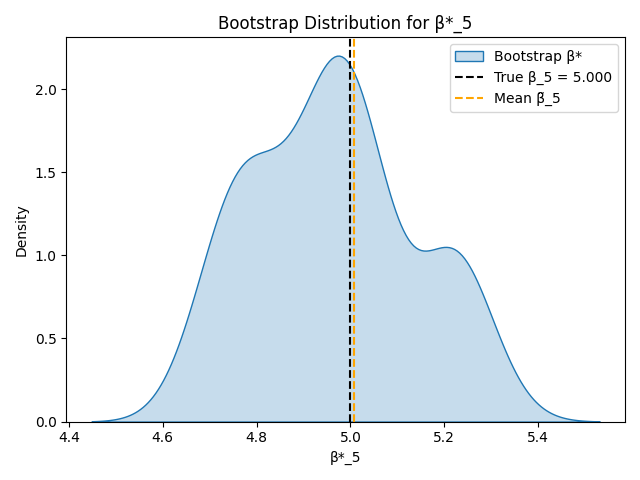 Bootstrap Distribution for β*_5
Bootstrap β*
True β_5 = 5.000
Mean β̂_5
Density
2.0
1.5
1.0
0.5
0.0
4.4 4.6 4.8 5.0 5.2 5.4
β*_5